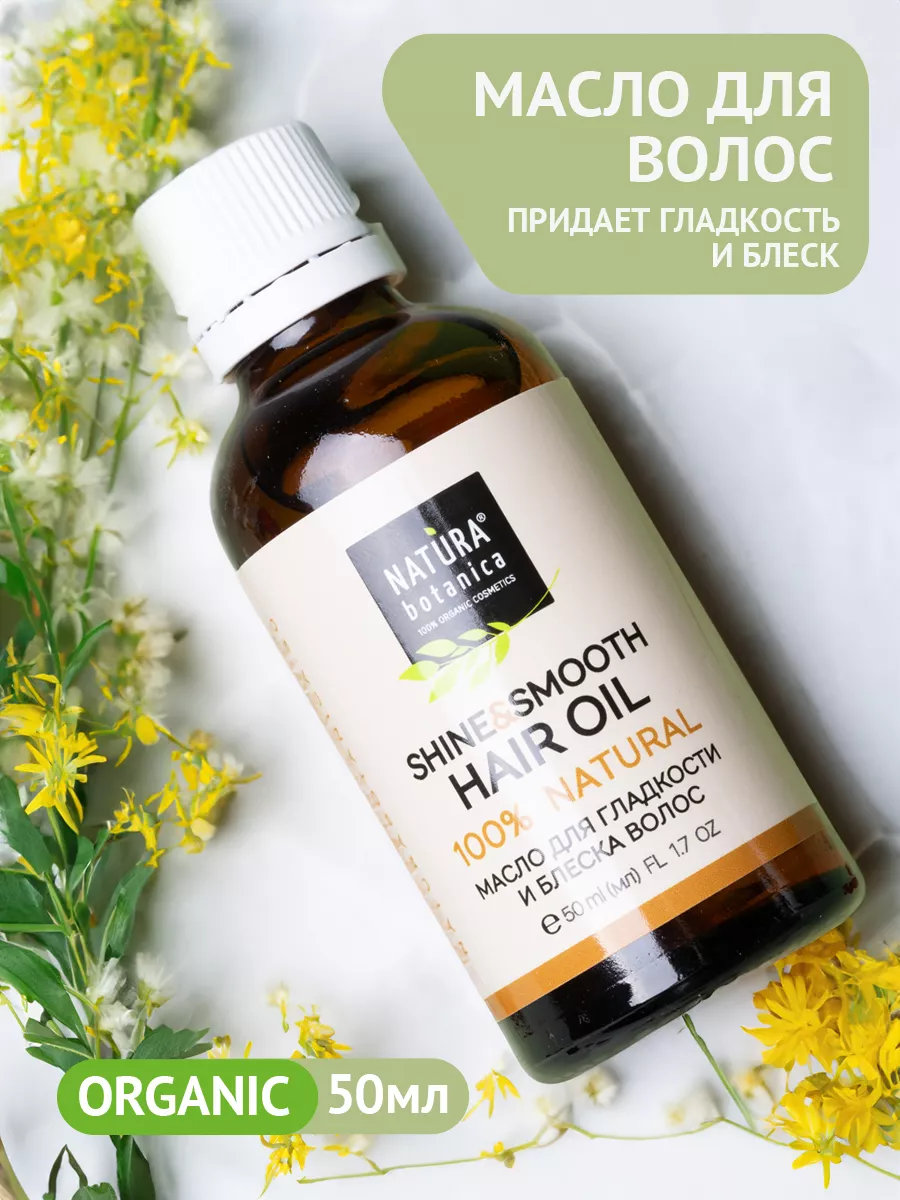 МАСЛО ДЛЯ
ВОЛОС
ПРИДАЕТ ГЛАДКОСТЬ
И БЛЕСК
NATURA®
botanica
100% ORGANIC COSMETICS
SHINE&SMOOTH
HAIR OIL
100% NATURAL
МАСЛО ДЛЯ ГЛАДКОСТИ
И БЛЕСКА ВОЛОС
℮ 50 ml (мл) FL 1.7 OZ
ORGANIC 50мл